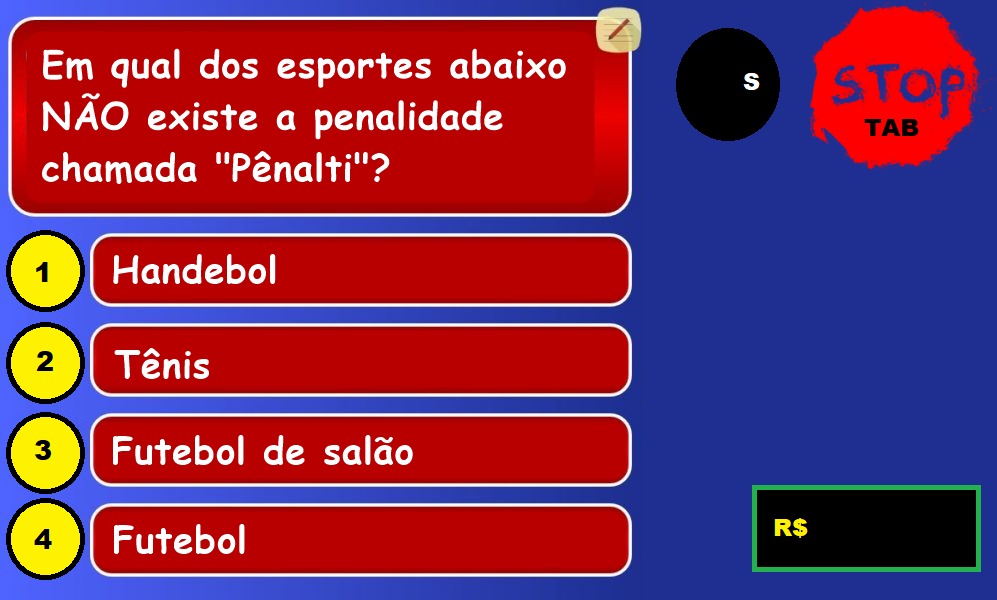 Em qual dos esportes abaixo
NÃO existe a penalidade
chamada "Pênalti"?
S
STOP
TAB
1
Handebol
2
Tênis
3
Futebol de salão
4
Futebol
R$